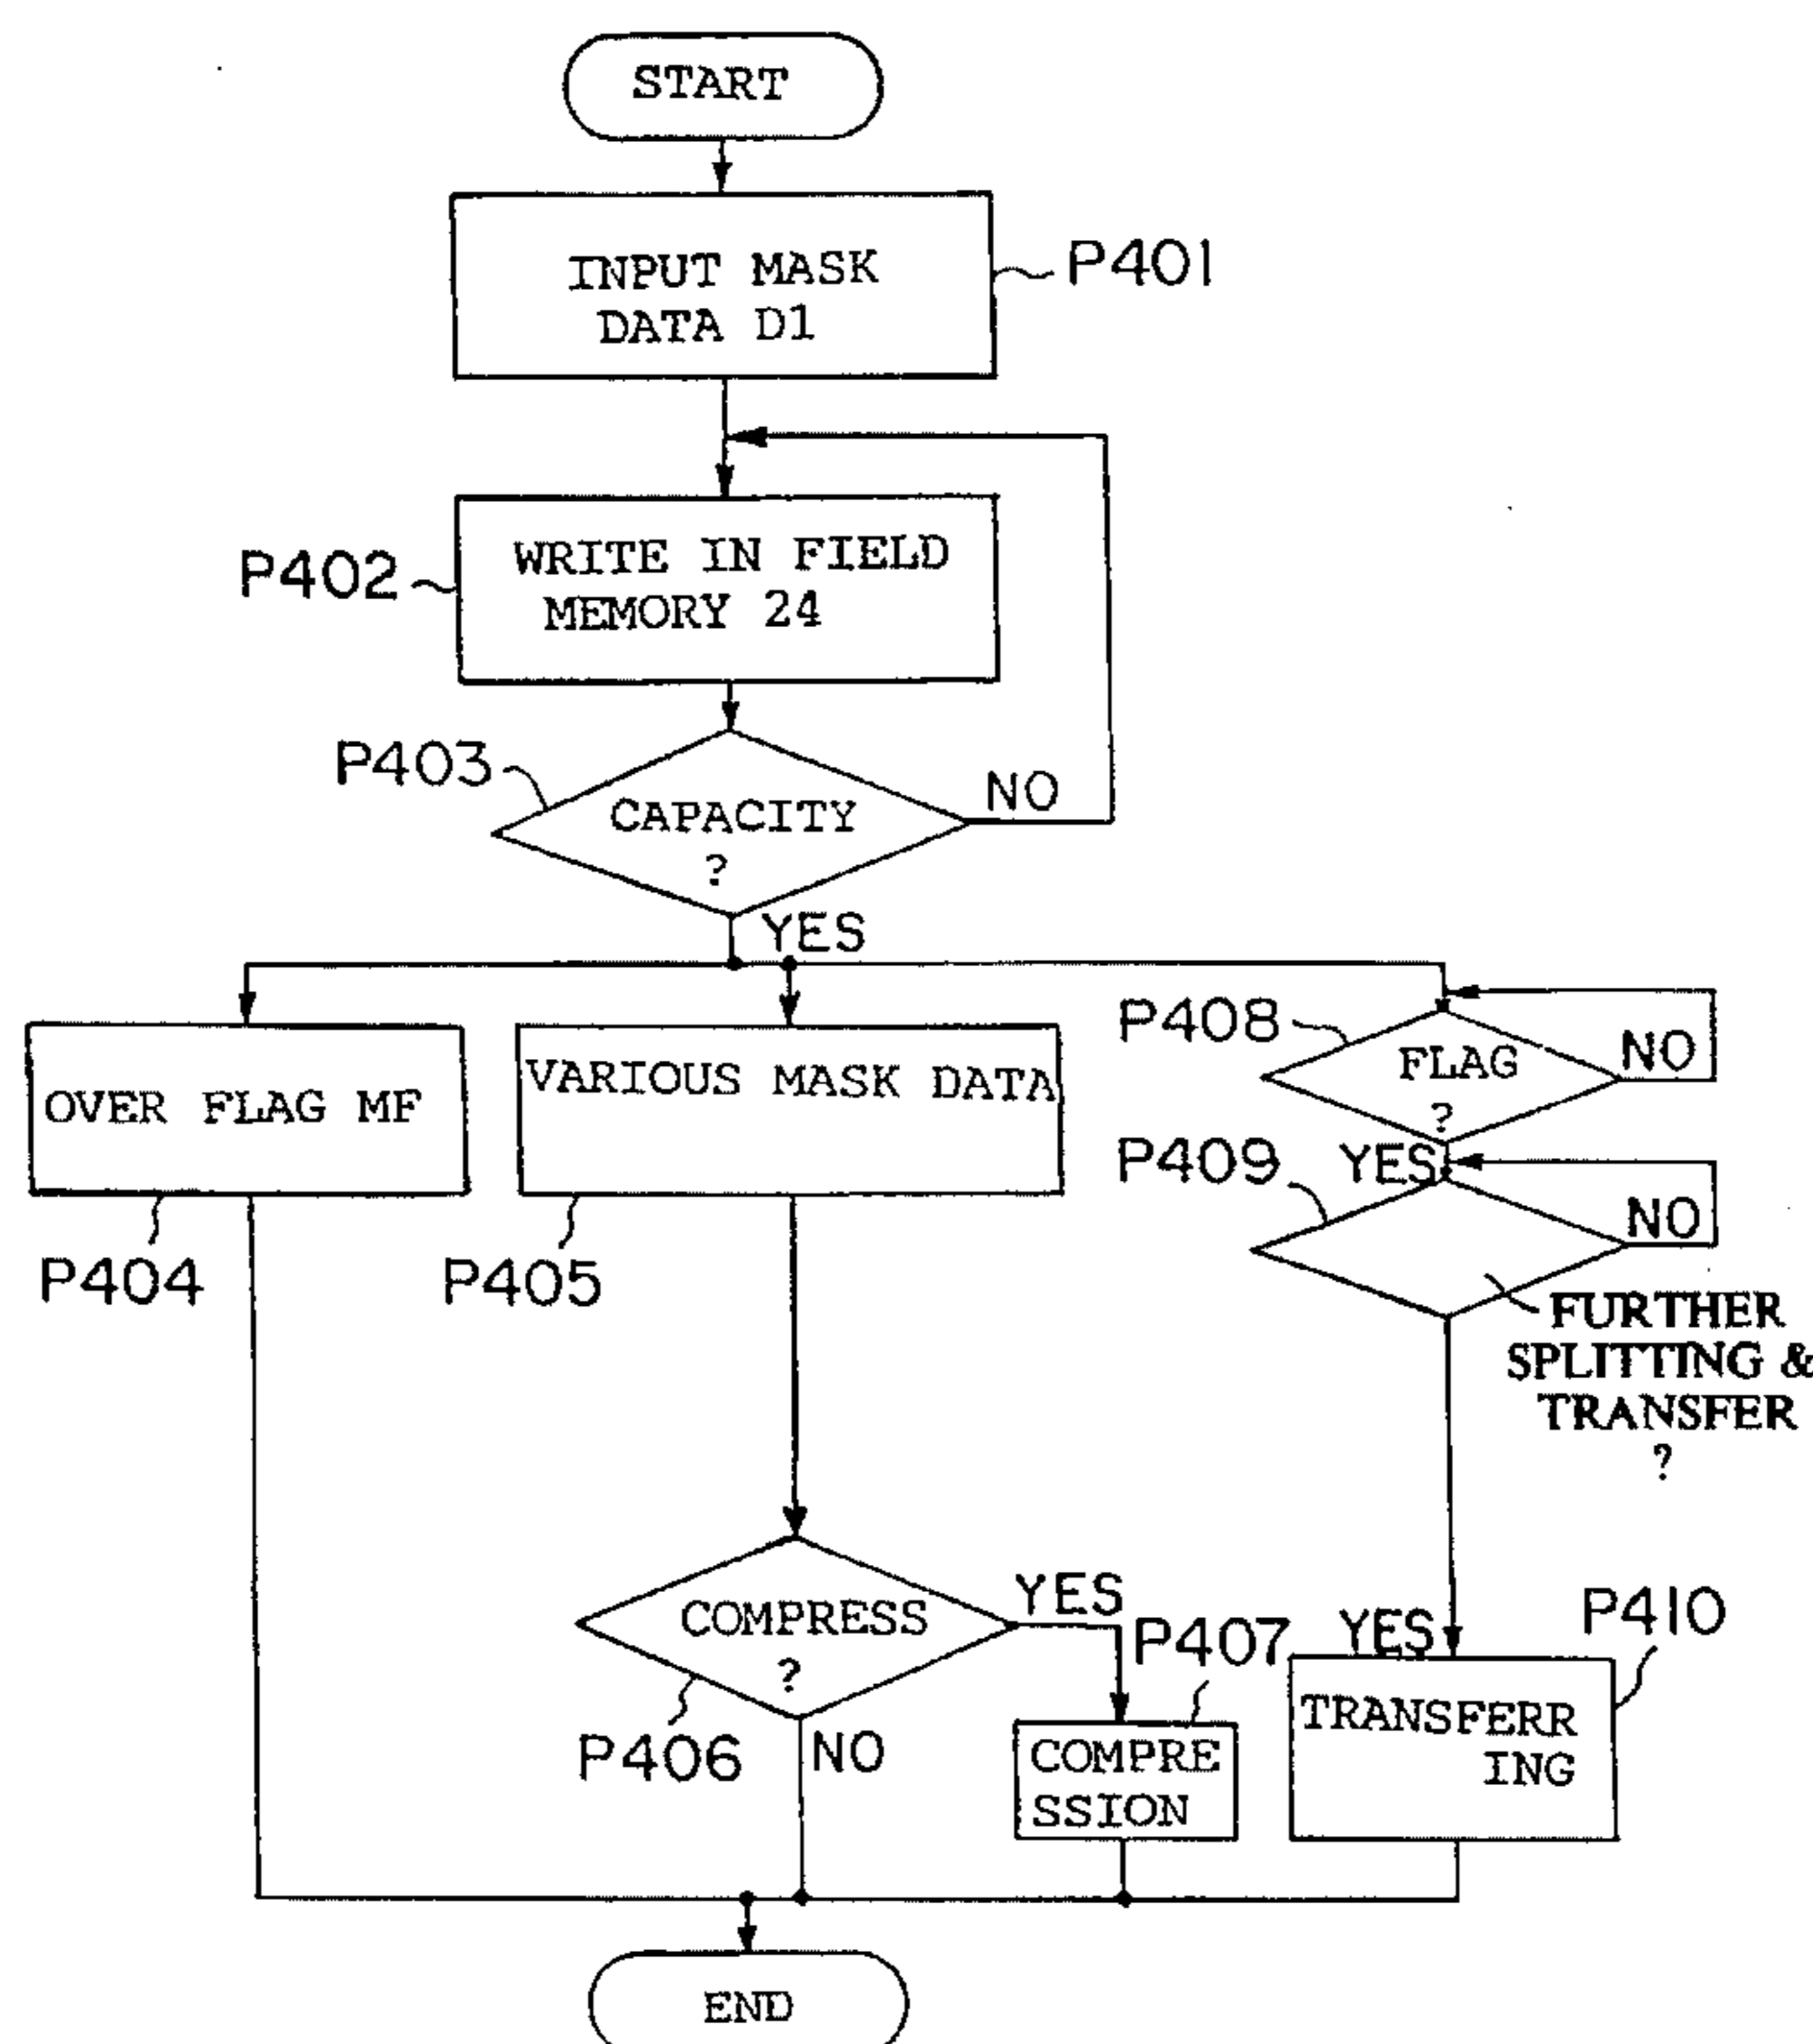 START
INPUT MASK
DATA D1
P401
P402
WRITE IN FIELD
MEMORY 24
P403
CAPACITY
?
NO
YES
OVER FLAG MF
P404
VARIOUS MASK DATA
P405
P408
FLAG
?
NO
YES
P409
NO
FURTHER
SPLITTING &
TRANSFER
?
COMPRESS
?
YES
P406
NO
P407
COMPRE
SSION
YES
P410
TRANSFERR
ING
END